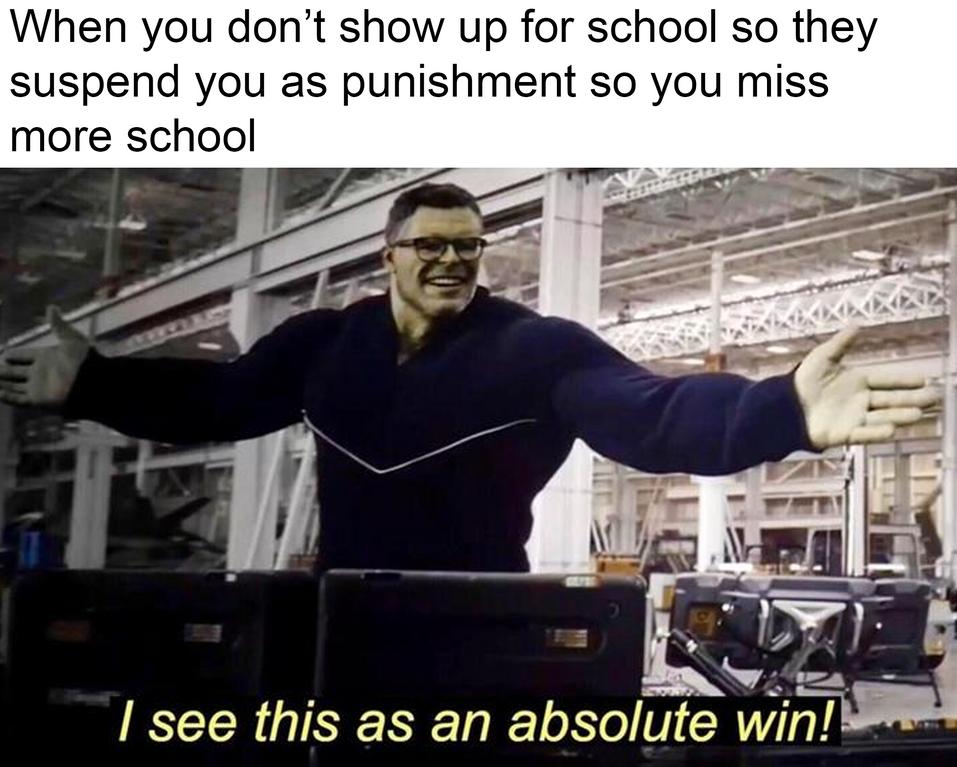 When you don’t show up for school so they
suspend you as punishment so you miss
more school
I see this as an absolute win!